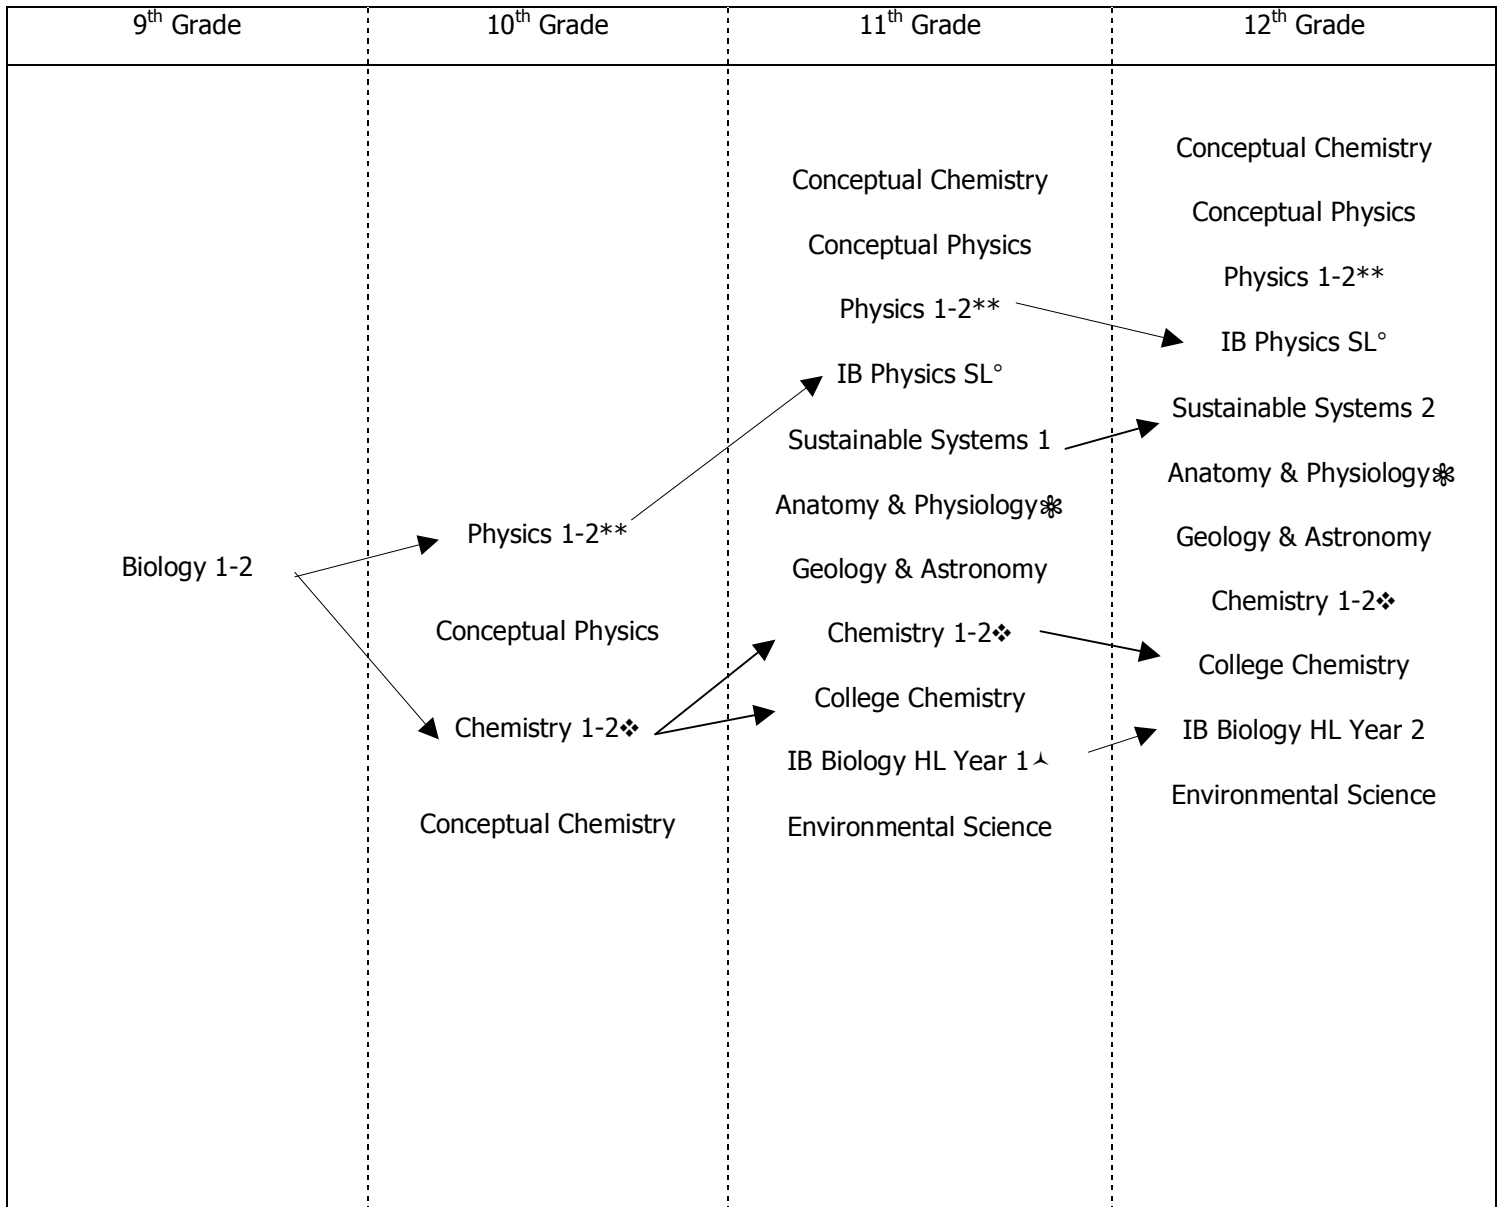 9th Grade
10th Grade
11th Grade
12th Grade
Biology 1-2
Physics 1-2**
Conceptual Physics
Chemistry 1-2❖
Conceptual Chemistry
Conceptual Chemistry
Conceptual Physics
Physics 1-2**
IB Physics SL°
Sustainable Systems 1
Anatomy & Physiology❃
Geology & Astronomy
Chemistry 1-2❖
College Chemistry
IB Biology HL Year 1⅄
Environmental Science
Conceptual Chemistry
Conceptual Physics
Physics 1-2**
IB Physics SL°
Sustainable Systems 2
Anatomy & Physiology❃
Geology & Astronomy
Chemistry 1-2❖
College Chemistry
IB Biology HL Year 2
Environmental Science